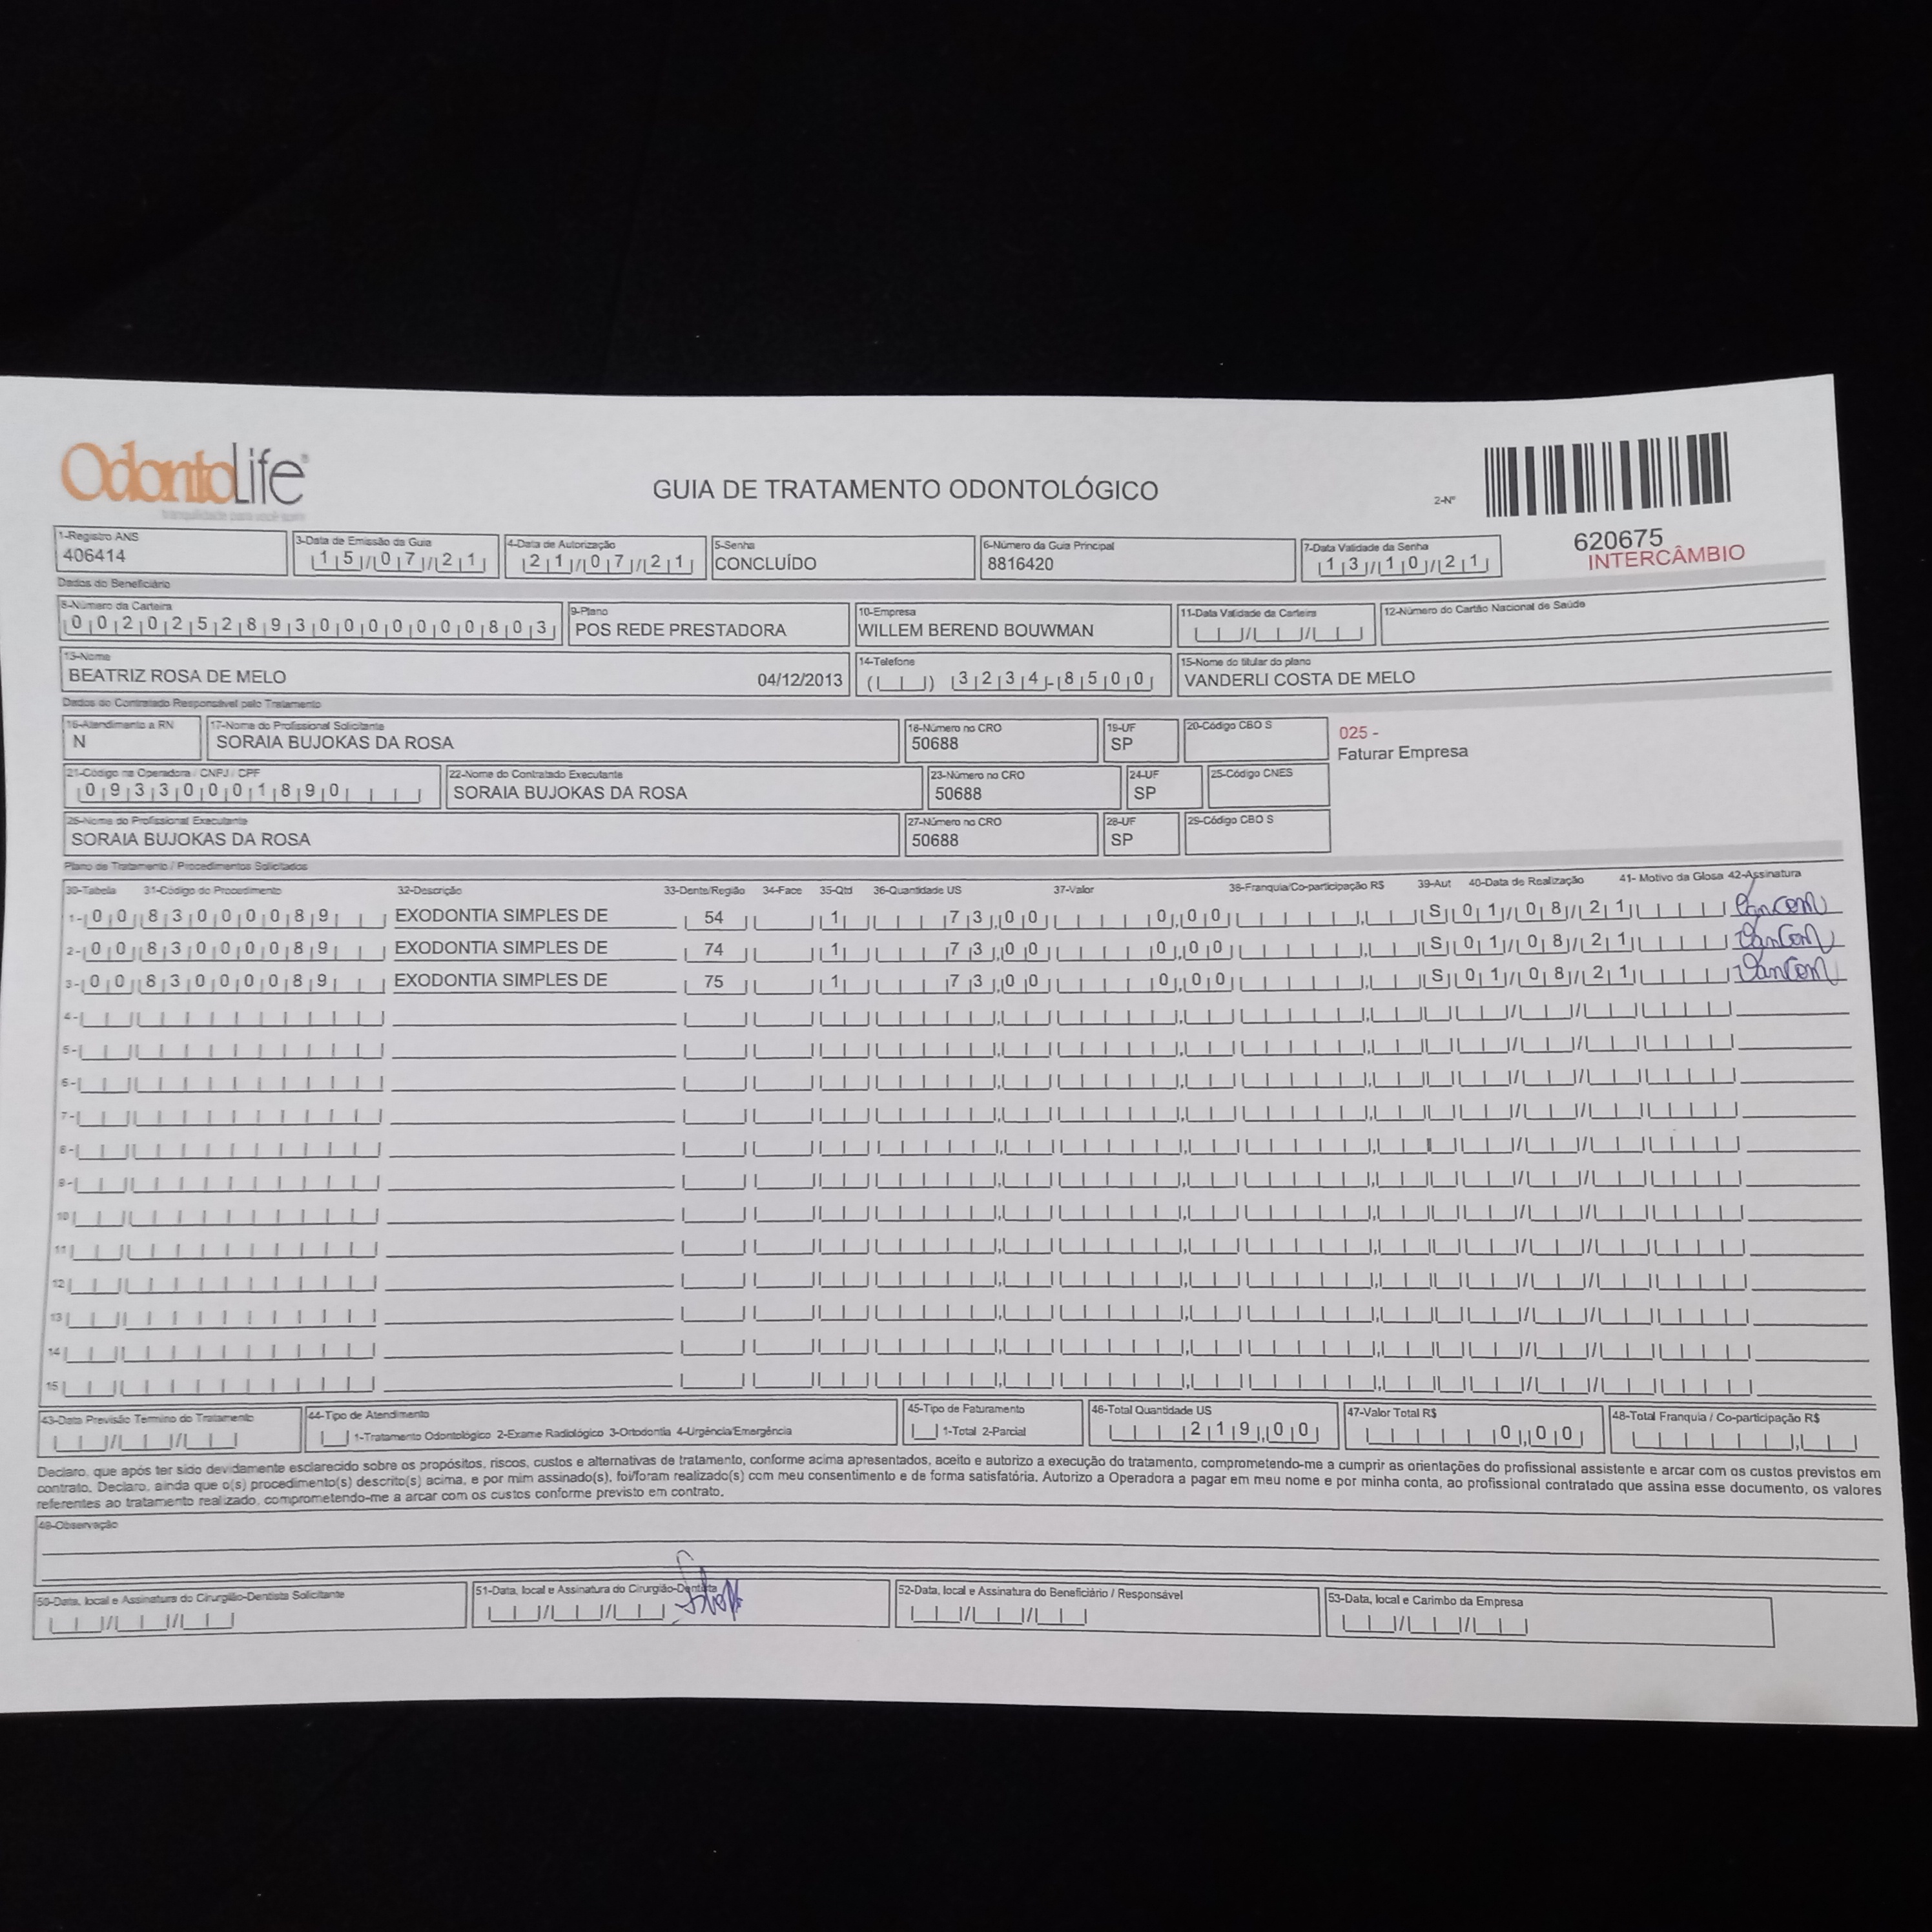 OdontoLife®
tranquilidade para você sorrir
GUIA DE TRATAMENTO ODONTOLÓGICO
2-Nº
620675
INTERCÂMBIO
1-Registro ANS
406414
3-Data de Emissão da Guia
15/07/21
4-Data de Autorização
21/07/21
5-Senha
CONCLUÍDO
6-Número da Guia Principal
8816420
7-Data Validade da Senha
13/10/21
Dados do Beneficiário
8-Número da Carteira
00202528930000000803
9-Plano
POS REDE PRESTADORA
10-Empresa
WILLEM BEREND BOUWMAN
11-Data Validade da Carteira
12-Número do Cartão Nacional de Saúde
13-Nome
BEATRIZ ROSA DE MELO 04/12/2013
14-Telefone
( ) 3234-8500
15-Nome do titular do plano
VANDERLI COSTA DE MELO
Dados do Contratado Responsável pelo Tratamento
16-Atendimento a RN
N
17-Nome do Profissional Solicitante
SORAIA BUJOKAS DA ROSA
18-Número no CRO
50688
19-UF
SP
20-Código CBO S
025 -
Faturar Empresa
21-Código na Operadora / CNPJ / CPF
09330001890
22-Nome do Contratado Executante
SORAIA BUJOKAS DA ROSA
23-Número no CRO
50688
24-UF
SP
25-Código CNES
26-Nome do Profissional Executante
SORAIA BUJOKAS DA ROSA
27-Número no CRO
50688
28-UF
SP
29-Código CBO S
Plano de Tratamento / Procedimentos Solicitados
30-Tabela 31-Código do Procedimento 32-Descrição 33-Dente/Região 34-Face 35-Qtd 36-Quantidade US 37-Valor 38-Franquia/Co-participação R$ 39-Aut 40-Data de Realização 41- Motivo da Glosa 42-Assinatura
1- 00 83000089 EXODONTIA SIMPLES DE 54 1 73,00 0,00 S 01/08/21
2- 00 83000089 EXODONTIA SIMPLES DE 74 1 73,00 0,00 S 01/08/21
3- 00 83000089 EXODONTIA SIMPLES DE 75 1 73,00 0,00 S 01/08/21
4-
5-
6-
7-
8-
9-
10
11
12
13
14
15
43-Data Previsão Término do Tratamento
44-Tipo de Atendimento
1-Tratamento Odontológico 2-Exame Radiológico 3-Ortodontia 4-Urgência/Emergência
45-Tipo de Faturamento
1-Total 2-Parcial
46-Total Quantidade US
219,00
47-Valor Total R$
0,00
48-Total Franquia / Co-participação R$
Declaro, que após ter sido devidamente esclarecido sobre os propósitos, riscos, custos e alternativas de tratamento, conforme acima apresentados, aceito e autorizo a execução do tratamento, comprometendo-me a cumprir as orientações do profissional assistente e arcar com os custos previstos em
contrato. Declaro, ainda que o(s) procedimento(s) descrito(s) acima, e por mim assinado(s), foi/foram realizado(s) com meu consentimento e de forma satisfatória. Autorizo a Operadora a pagar em meu nome e por minha conta, ao profissional contratado que assina esse documento, os valores
referentes ao tratamento realizado, comprometendo-me a arcar com os custos conforme previsto em contrato.
49-Observação
50-Data, local e Assinatura do Cirurgião-Dentista Solicitante
51-Data, local e Assinatura do Cirurgião-Dentista
52-Data, local e Assinatura do Beneficiário / Responsável
53-Data, local e Carimbo da Empresa